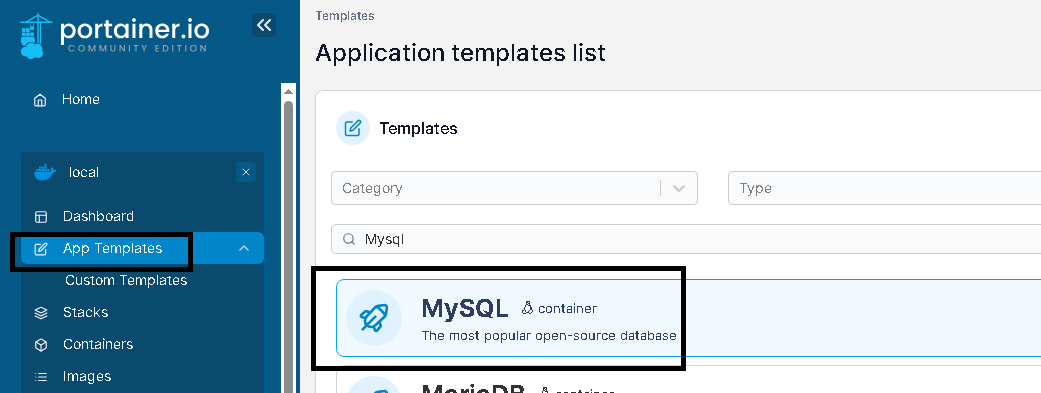 portainer.io
COMMUNITY EDITION
Home
local
Dashboard
App Templates
Custom Templates
Stacks
Containers
Images
Templates
Application templates list
Templates
Category
Type
Mysql
MySQL container
The most popular open-source database
MariaDB container